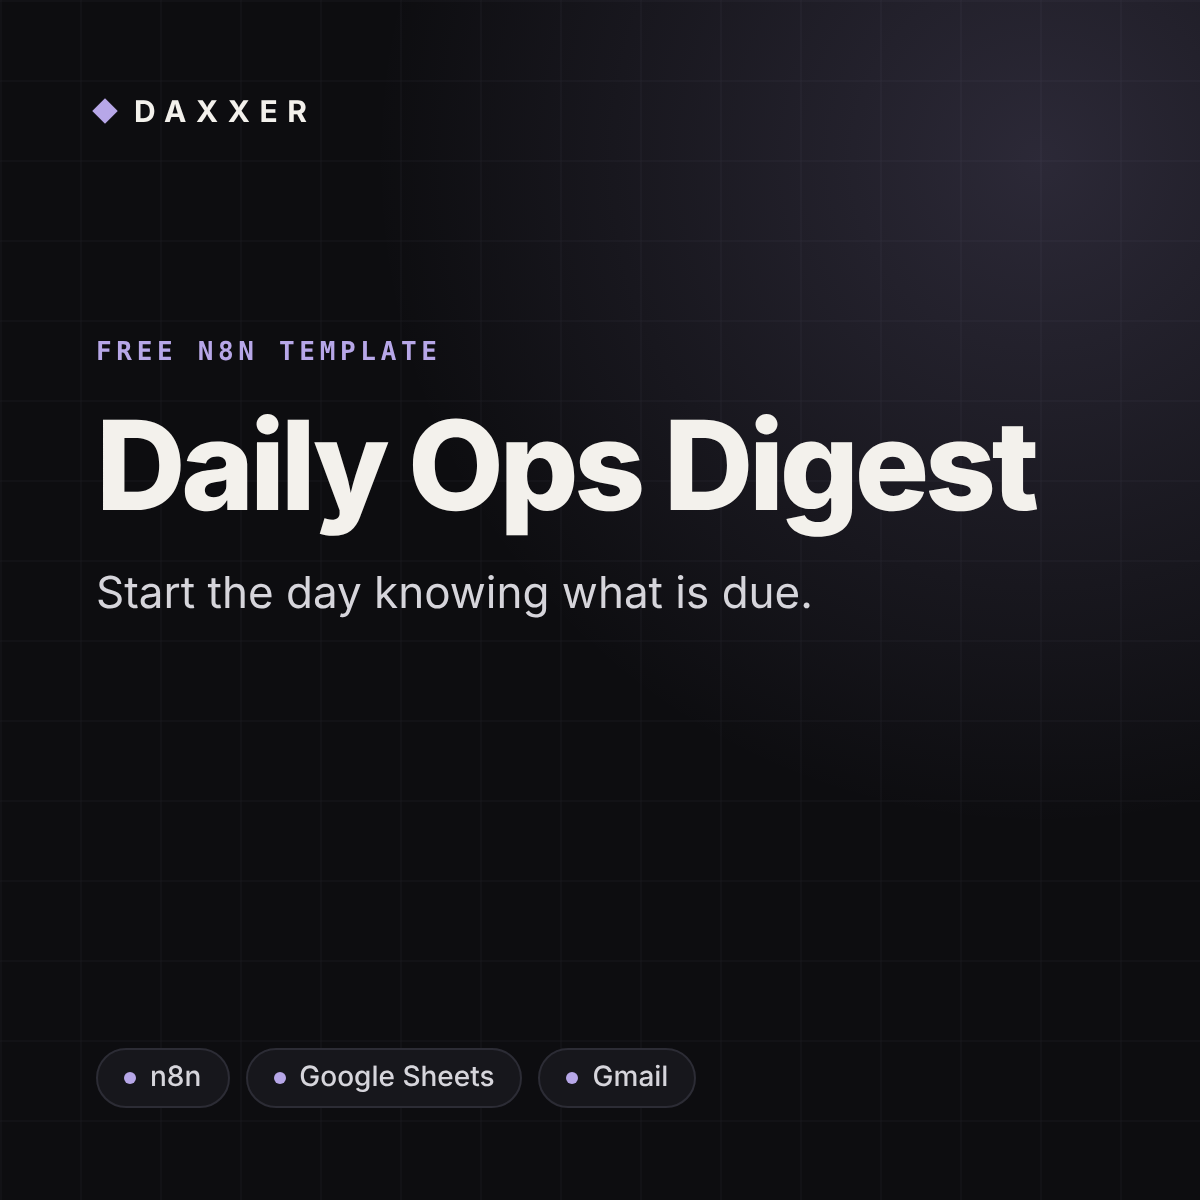 DAXXER
FREE N8N TEMPLATE
Daily Ops Digest
Start the day knowing what is due.
n8n
Google Sheets
Gmail